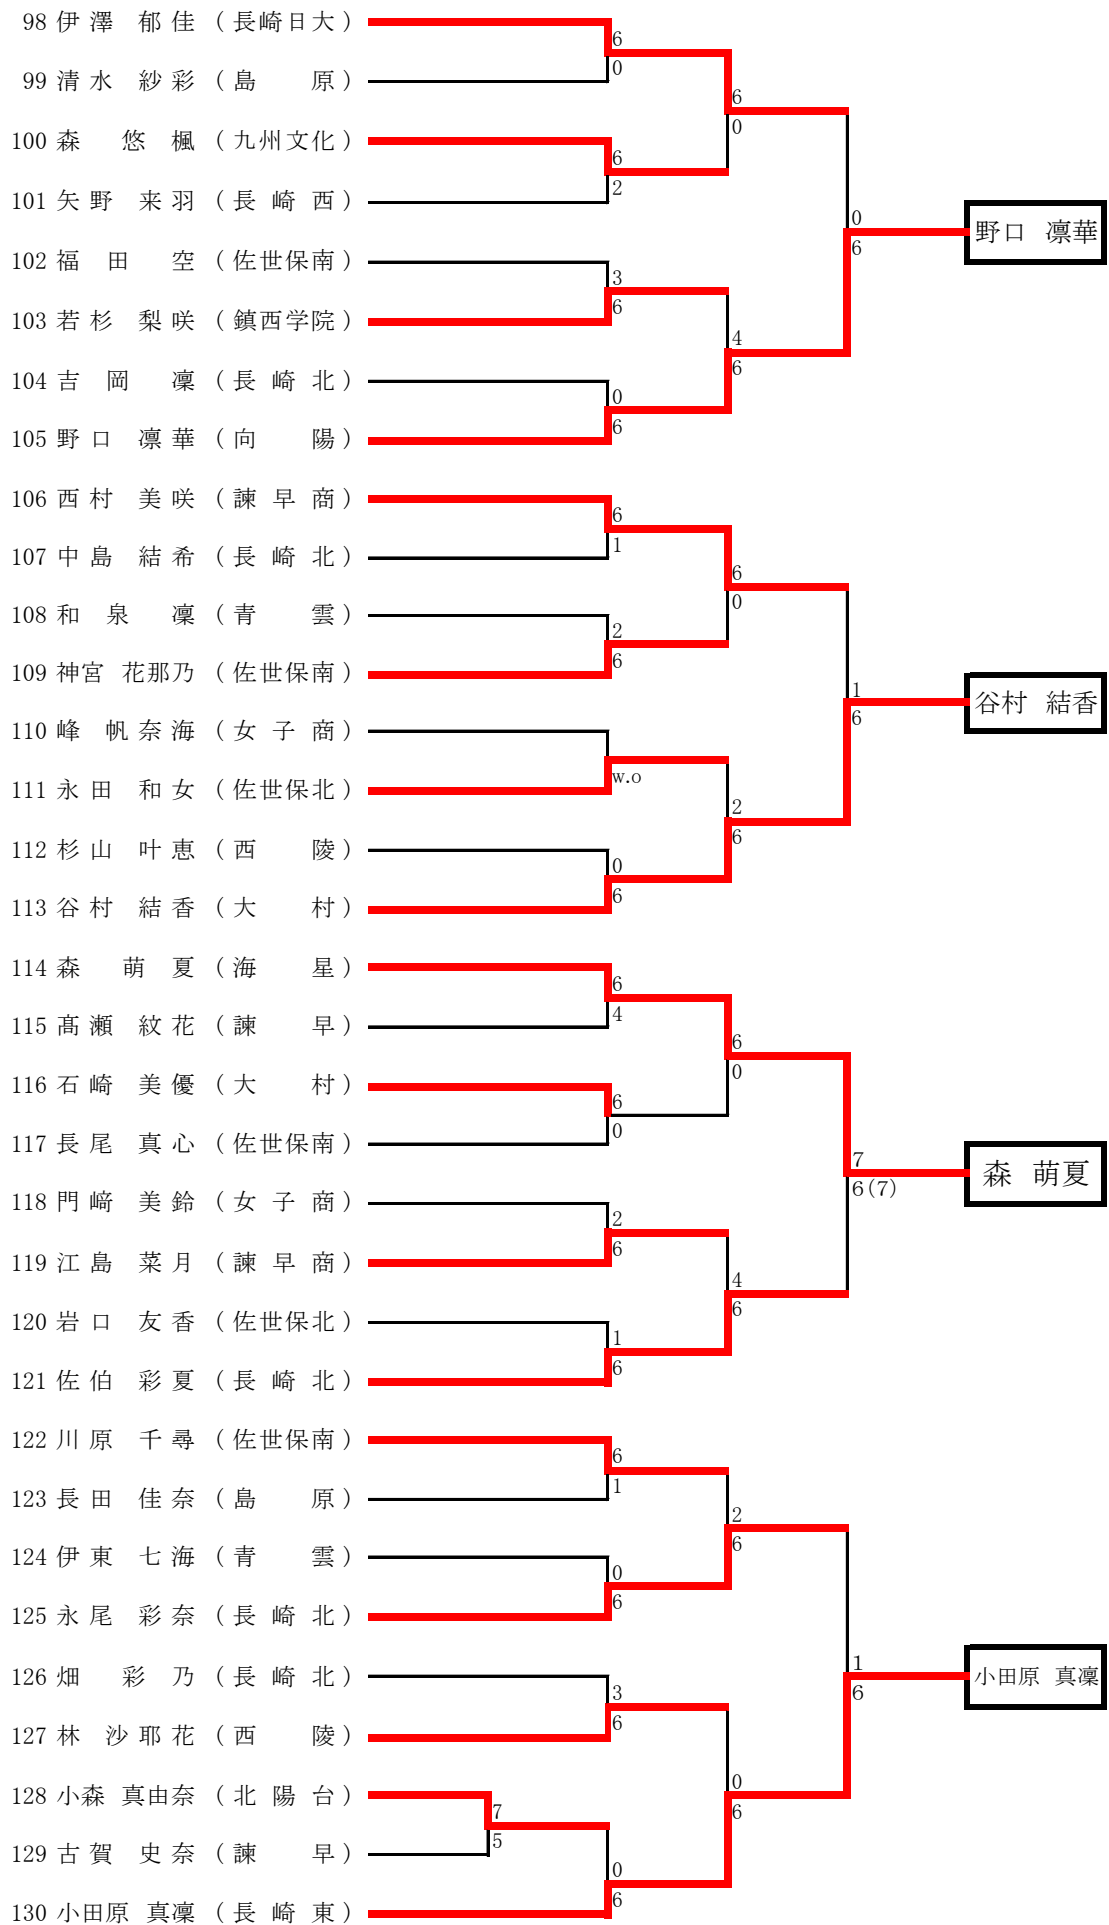 98 伊澤 郁佳 (長崎日大)
6
0
99 清水 紗彩 (島 原)
6
0
100 森 悠楓 (九州文化)
6
2
101 矢野 来羽 (長崎西)
0
6
野口 凛華
102 福田 空 (佐世保南)
3
6
103 若杉 梨咲 (鎮西学院)
4
6
104 吉岡 凜 (長崎北)
0
6
105 野口 凛華 (向 陽)
106 西村 美咲 (諫早商)
6
1
107 中島 結希 (長崎北)
6
0
108 和泉 凜 (青 雲)
2
6
109 神宮 花那乃 (佐世保南)
1
6
谷村 結香
110 峰 帆奈海 (女子商)
w.o
111 永田 和女 (佐世保北)
2
6
112 杉山 叶恵 (西 陵)
0
6
113 谷村 結香 (大 村)
114 森 萌夏 (海 星)
6
4
115 髙瀬 紋花 (諫 早)
6
0
116 石崎 美優 (大 村)
6
0
117 長尾 真心 (佐世保南)
7
6(7)
森 萌夏
118 門﨑 美鈴 (女子商)
2
6
119 江島 菜月 (諫早商)
4
6
120 岩口 友香 (佐世保北)
1
6
121 佐伯 彩夏 (長崎北)
122 川原 千尋 (佐世保南)
6
1
123 長田 佳奈 (島 原)
2
6
124 伊東 七海 (青 雲)
0
6
125 永尾 彩奈 (長崎北)
1
6
小田原 真凜
126 畑 彩乃 (長崎北)
3
6
127 林 沙耶花 (西 陵)
0
6
128 小森 真由奈 (北陽台)
7
5
129 古賀 史奈 (諫 早)
0
6
130 小田原 真凜 (長崎東)